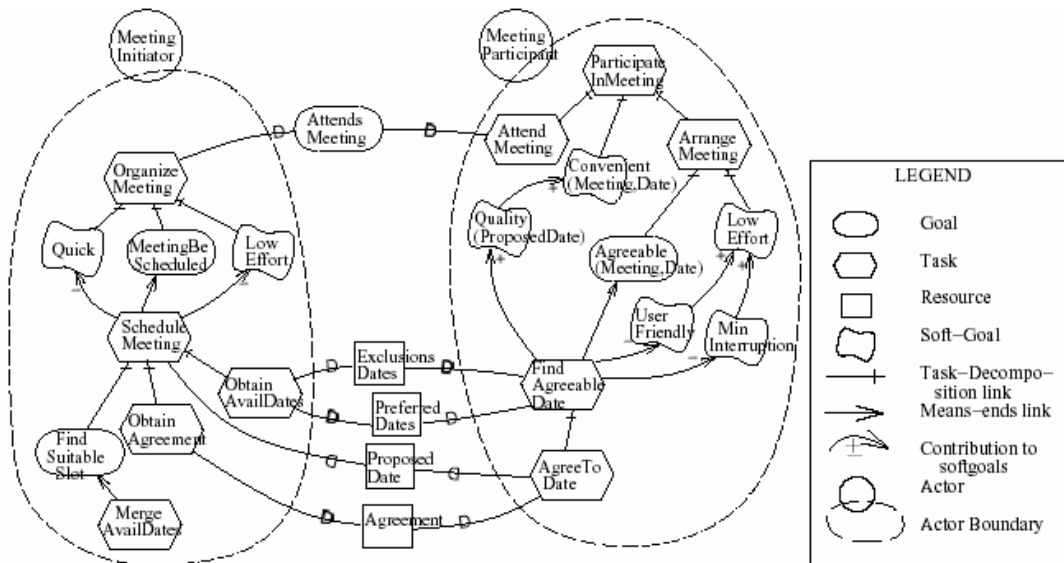 Meeting
Initiator
Meeting
Participant
Participate
InMeeting
Attends
Meeting
Attend
Meeting
Arrange
Meeting
Organize
Meeting
Convenient
(Meeting,Date)
Quality
(ProposedDate)
Low
Effort
Quick
MeetingBe
Scheduled
Low
Effort
Agreeable
(Meeting,Date)
User
Friendly
Min
Interruption
Schedule
Meeting
Exclusions
Dates
Obtain
AvailDates
Find
Agreeable
Date
Preferred
Dates
Obtain
Agreement
Find
Suitable
Slot
Proposed
Date
AgreeTo
Date
Merge
AvailDates
Agreement
D
D
D
D
D
D
D
D
+
+
+
+
−
−
−
−
LEGEND
Goal
Task
Resource
Soft−Goal
Task−Decompo−
sition link
Means−ends link
Contribution to
softgoals
Actor
Actor Boundary
±